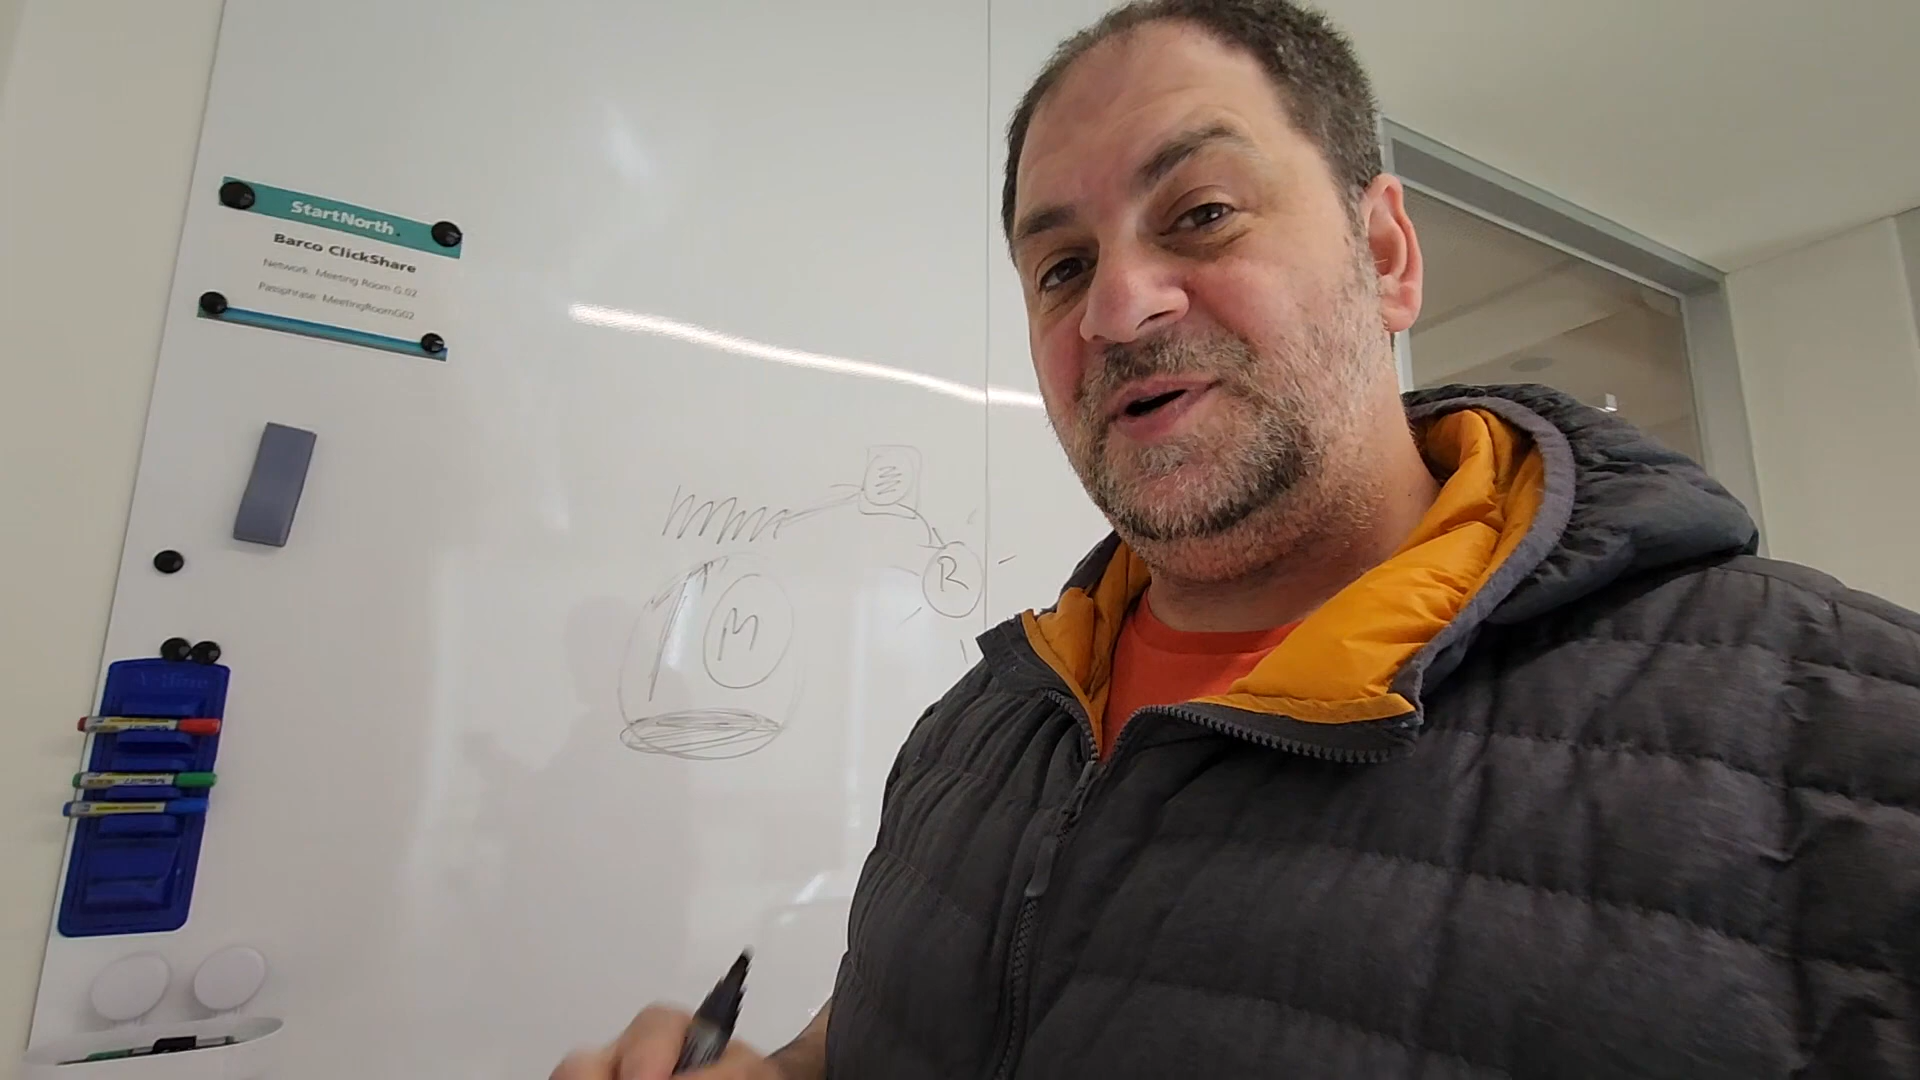 StartNorth.
Barco ClickShare
Network: Meeting Room G.02
Passphrase: MeetingRoomG02
R
M